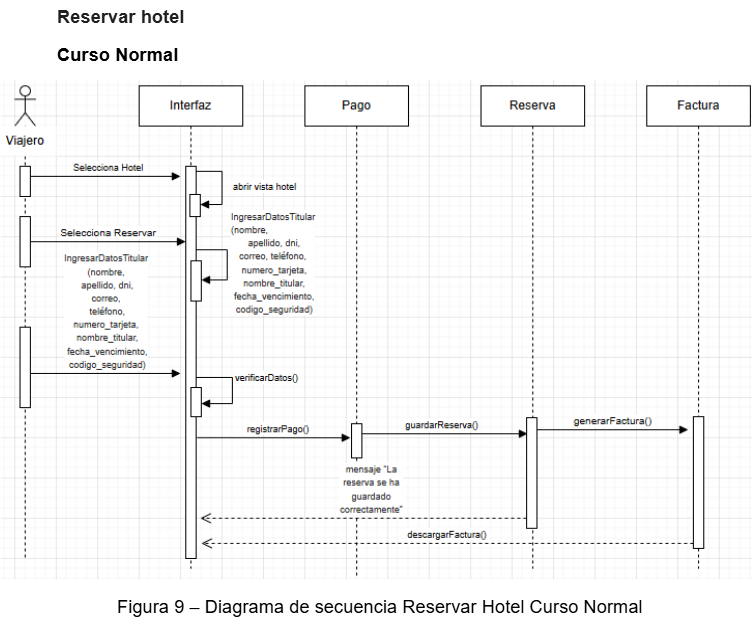 Reservar hotel
Curso Normal
Interfaz
Pago
Reserva
Factura
Viajero
Selecciona Hotel
abrir vista hotel
Selecciona Reservar
IngresarDatosTitular
(nombre,
apellido, dni,
correo, teléfono,
numero_tarjeta,
nombre_titular,
fecha_vencimiento,
codigo_seguridad)
IngresarDatosTitular
(nombre,
apellido, dni,
correo,
teléfono,
numero_tarjeta,
nombre_titular,
fecha_vencimiento,
codigo_seguridad)
verificarDatos()
registrarPago()
guardarReserva()
generarFactura()
mensaje "La
reserva se ha
guardado
correctamente"
descargarFactura()
Figura 9 – Diagrama de secuencia Reservar Hotel Curso Normal